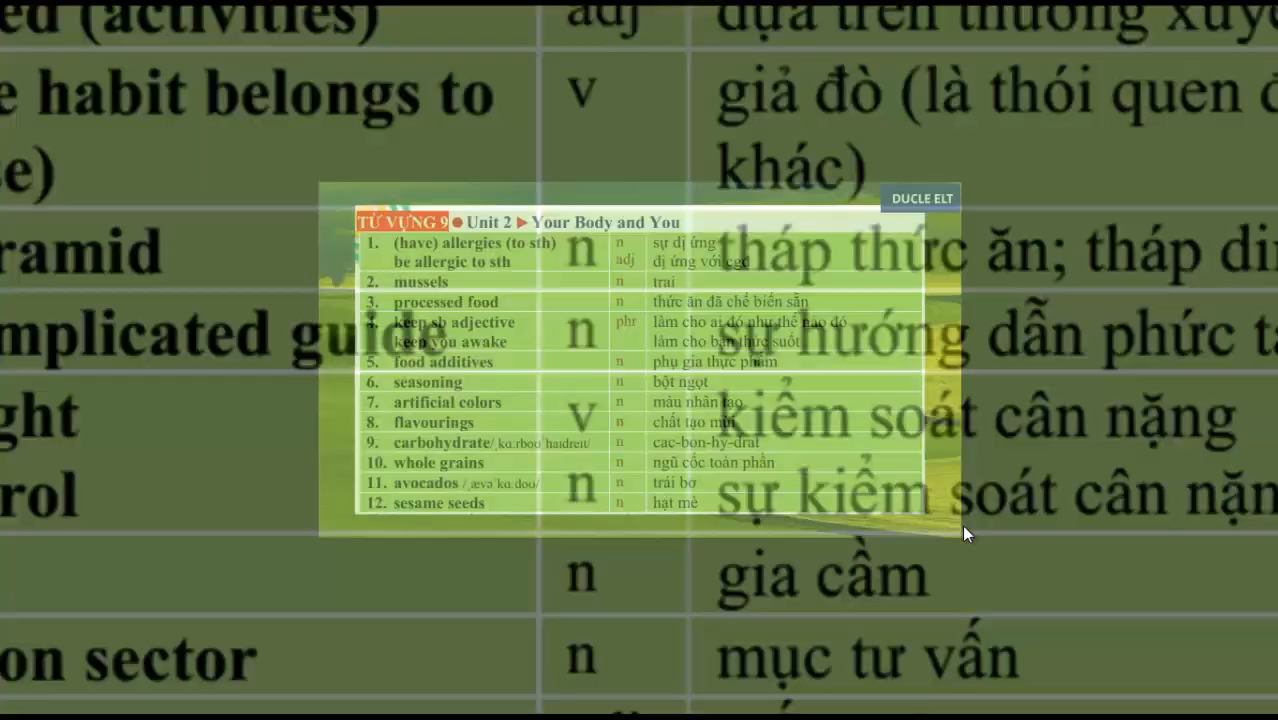 ed (activities) adj dựa trên thường xuyê
e habit belongs to v giả đò (là thói quen
se) khác)
DUCLE ELT
TỪ VỰNG 9 ● Unit 2 ▶ Your Body and You
1. (have) allergies (to sth) n sự dị ứng
be allergic to sth adj dị ứng với cgđ
2. mussels n trai
3. processed food n thức ăn đã chế biến sẵn
4. keep sb adjective phr làm cho ai đó như thế nào đó
keep you awake làm cho bạn thức suốt
5. food additives n phụ gia thực phẩm
6. seasoning n bột ngọt
7. artificial colors n màu nhân tạo
8. flavourings n chất tạo mùi
9. carbohydrate/ˌkɑːrboʊˈhaɪdreɪt/ n cac-bon-hy-drat
10. whole grains n ngũ cốc toàn phần
11. avocados /ˌævəˈkɑːdoʊ/ n trái bơ
12. sesame seeds n hạt mè
ramid n tháp thức ăn; tháp din
mplicated guide n sự hướng dẫn phức tạ
ght v kiểm soát cân nặng
rol n sự kiểm soát cân nặn
n gia cầm
on sector n mục tư vấn